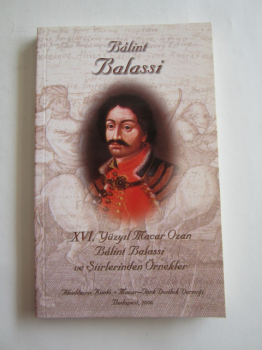 Bálint
Balassi
XVI. Yüzyıl Macar Ozan
Bálint Balassi
ve Şiirlerinden Örnekler
Budapest, 2006